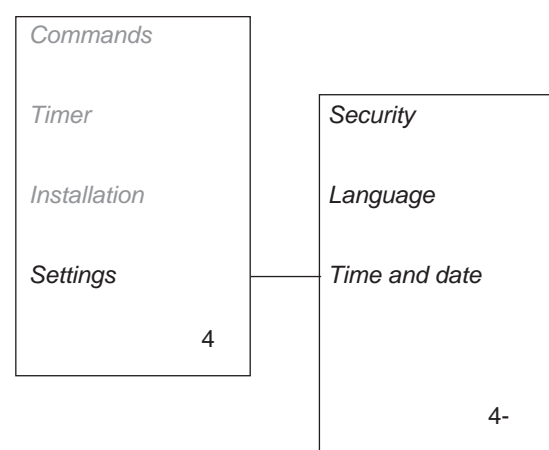 Commands
Timer
Installation
Settings
4
Security
Language
Time and date
4-